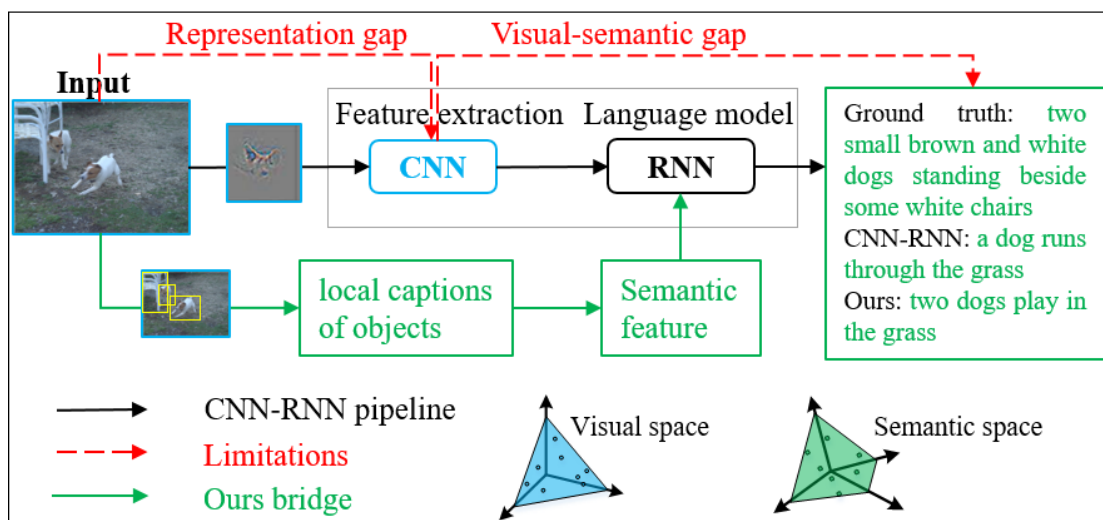 Representation gap
Visual-semantic gap
Input
Feature extraction
Language model
CNN
RNN
Ground truth: two
small brown and white
dogs standing beside
some white chairs
CNN-RNN: a dog runs
through the grass
Ours: two dogs play in
the grass
local captions
of objects
Semantic
feature
CNN-RNN pipeline
Limitations
Ours bridge
Visual space
Semantic space